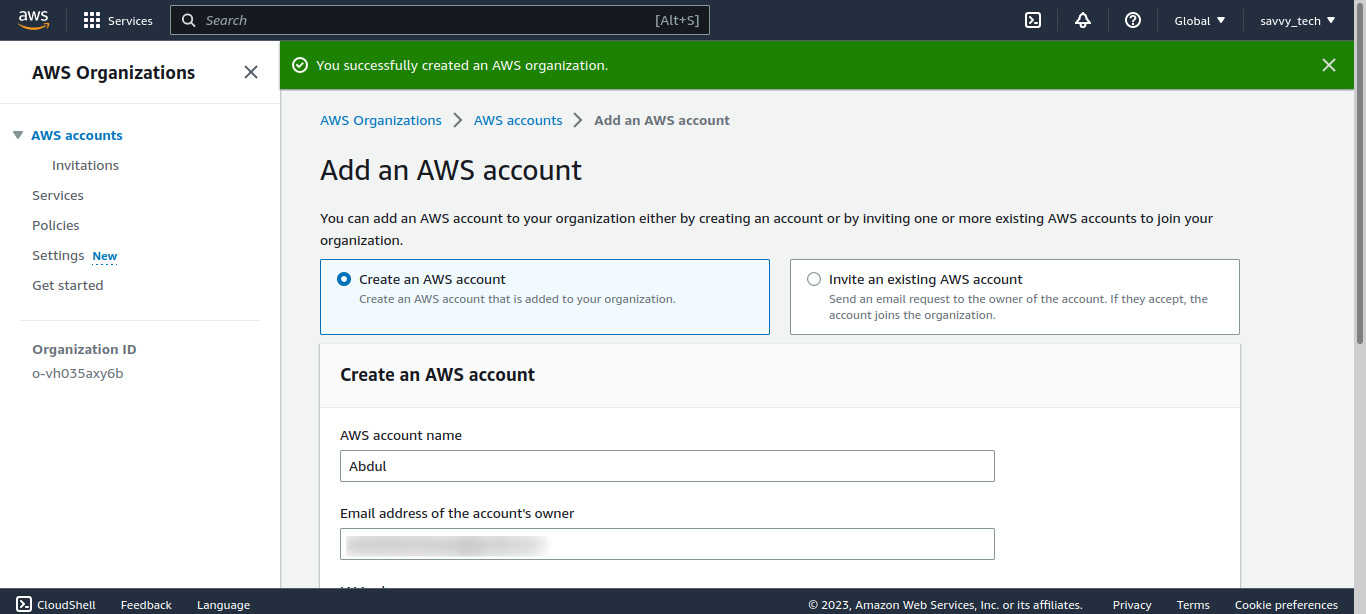 aws
Services
Search
[Alt+S]
Global
savvy_tech
AWS Organizations
You successfully created an AWS organization.
AWS accounts
Invitations
Services
Policies
Settings New
Get started
Organization ID
o-vh035axy6b
AWS Organizations > AWS accounts > Add an AWS account
Add an AWS account
You can add an AWS account to your organization either by creating an account or by inviting one or more existing AWS accounts to join your
organization.
Create an AWS account
Create an AWS account that is added to your organization.
Invite an existing AWS account
Send an email request to the owner of the account. If they accept, the
account joins the organization.
Create an AWS account
AWS account name
Abdul
Email address of the account's owner
CloudShell
Feedback
Language
© 2023, Amazon Web Services, Inc. or its affiliates.
Privacy
Terms
Cookie preferences